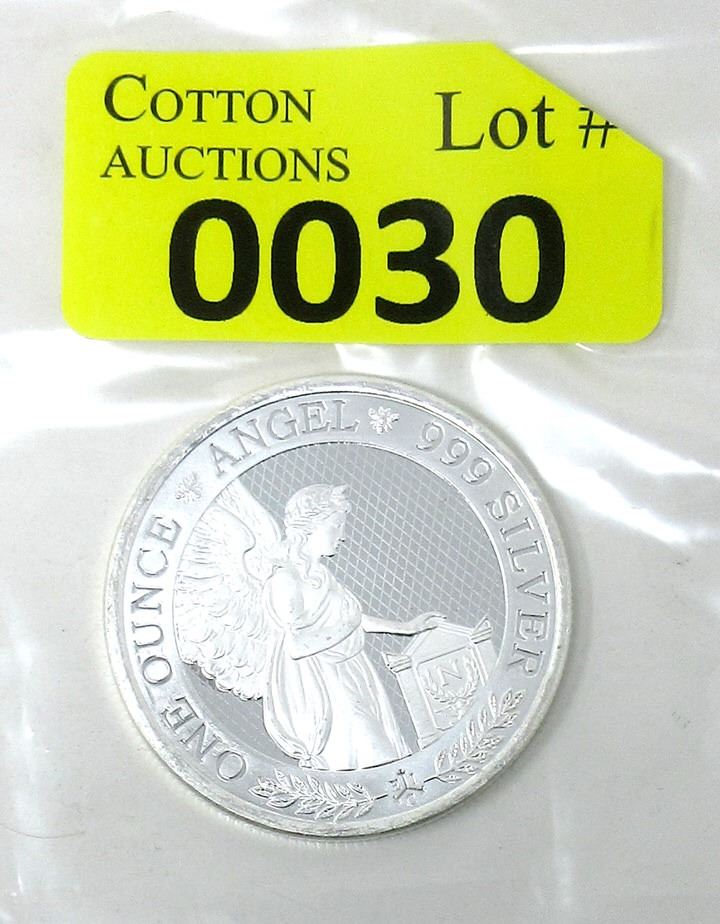 COTTON
AUCTIONS
Lot #
0030
ONE OUNCE ANGEL 999 SILVER
N